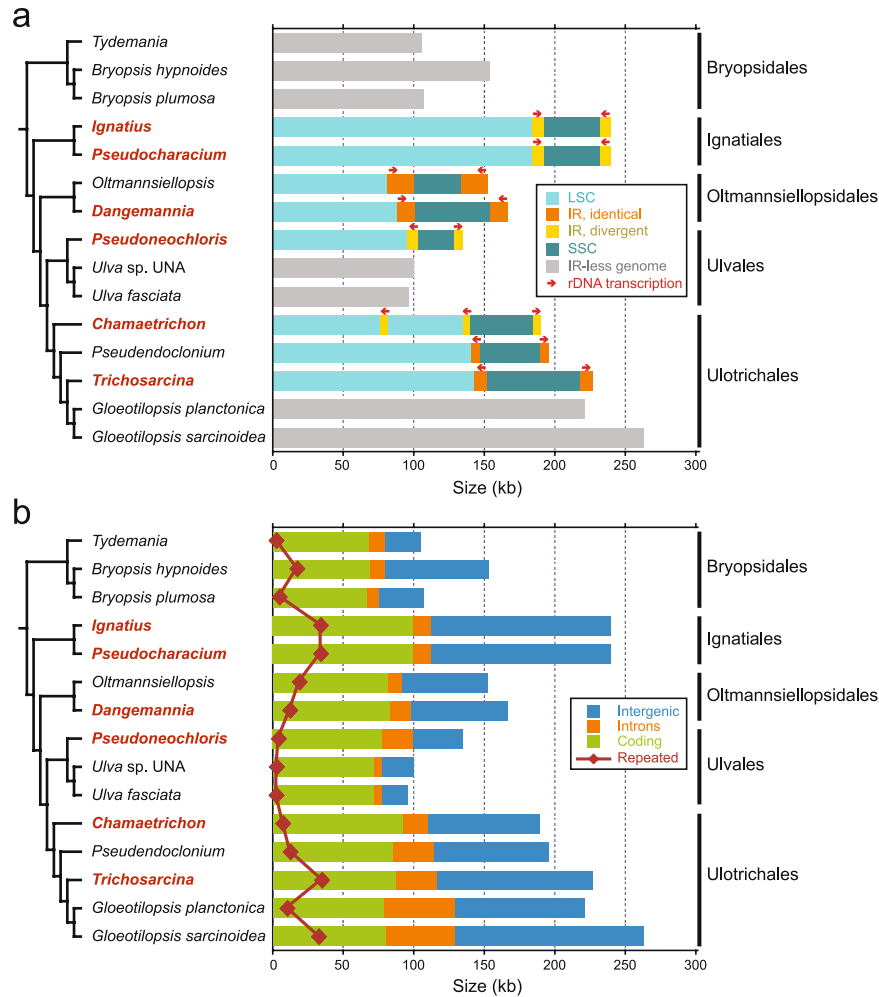 a
Tydemania
Bryopsis hypnoides
Bryopsis plumosa
Ignatius
Pseudocharacium
Oltmannsiellopsis
Dangemannia
Pseudoneochloris
Ulva sp. UNA
Ulva fasciata
Chamaetrichon
Pseudendoclonium
Trichosarcina
Gloeotilopsis planctonica
Gloeotilopsis sarcinoidea
Bryopsidales
Ignatiales
Oltmannsiellopsidales
Ulvales
Ulotrichales
LSC
IR, identical
IR, divergent
SSC
IR-less genome
rDNA transcription
0 50 100 150 200 250 300
Size (kb)
b
Tydemania
Bryopsis hypnoides
Bryopsis plumosa
Ignatius
Pseudocharacium
Oltmannsiellopsis
Dangemannia
Pseudoneochloris
Ulva sp. UNA
Ulva fasciata
Chamaetrichon
Pseudendoclonium
Trichosarcina
Gloeotilopsis planctonica
Gloeotilopsis sarcinoidea
Bryopsidales
Ignatiales
Oltmannsiellopsidales
Ulvales
Ulotrichales
Intergenic
Introns
Coding
Repeated
0 50 100 150 200 250 300
Size (kb)